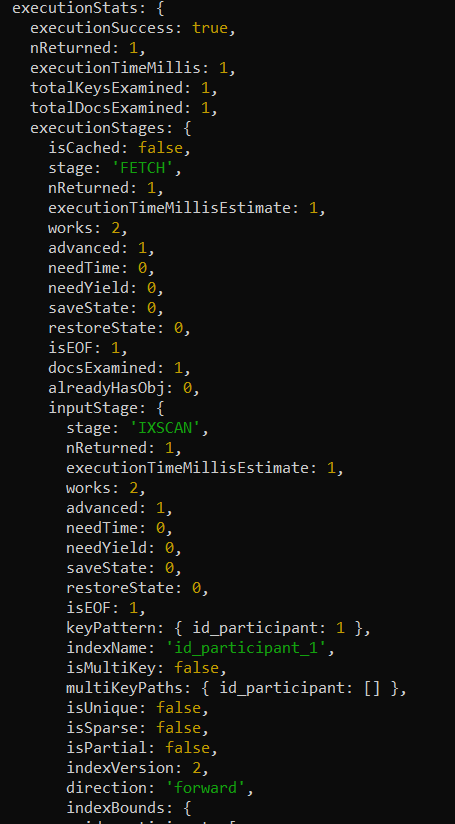 executionStats: {
executionSuccess: true,
nReturned: 1,
executionTimeMillis: 1,
totalKeysExamined: 1,
totalDocsExamined: 1,
executionStages: {
isCached: false,
stage: 'FETCH',
nReturned: 1,
executionTimeMillisEstimate: 1,
works: 2,
advanced: 1,
needTime: 0,
needYield: 0,
saveState: 0,
restoreState: 0,
isEOF: 1,
docsExamined: 1,
alreadyHasObj: 0,
inputStage: {
stage: 'IXSCAN',
nReturned: 1,
executionTimeMillisEstimate: 1,
works: 2,
advanced: 1,
needTime: 0,
needYield: 0,
saveState: 0,
restoreState: 0,
isEOF: 1,
keyPattern: { id_participant: 1 },
indexName: 'id_participant_1',
isMultiKey: false,
multiKeyPaths: { id_participant: [] },
isUnique: false,
isSparse: false,
isPartial: false,
indexVersion: 2,
direction: 'forward',
indexBounds: {